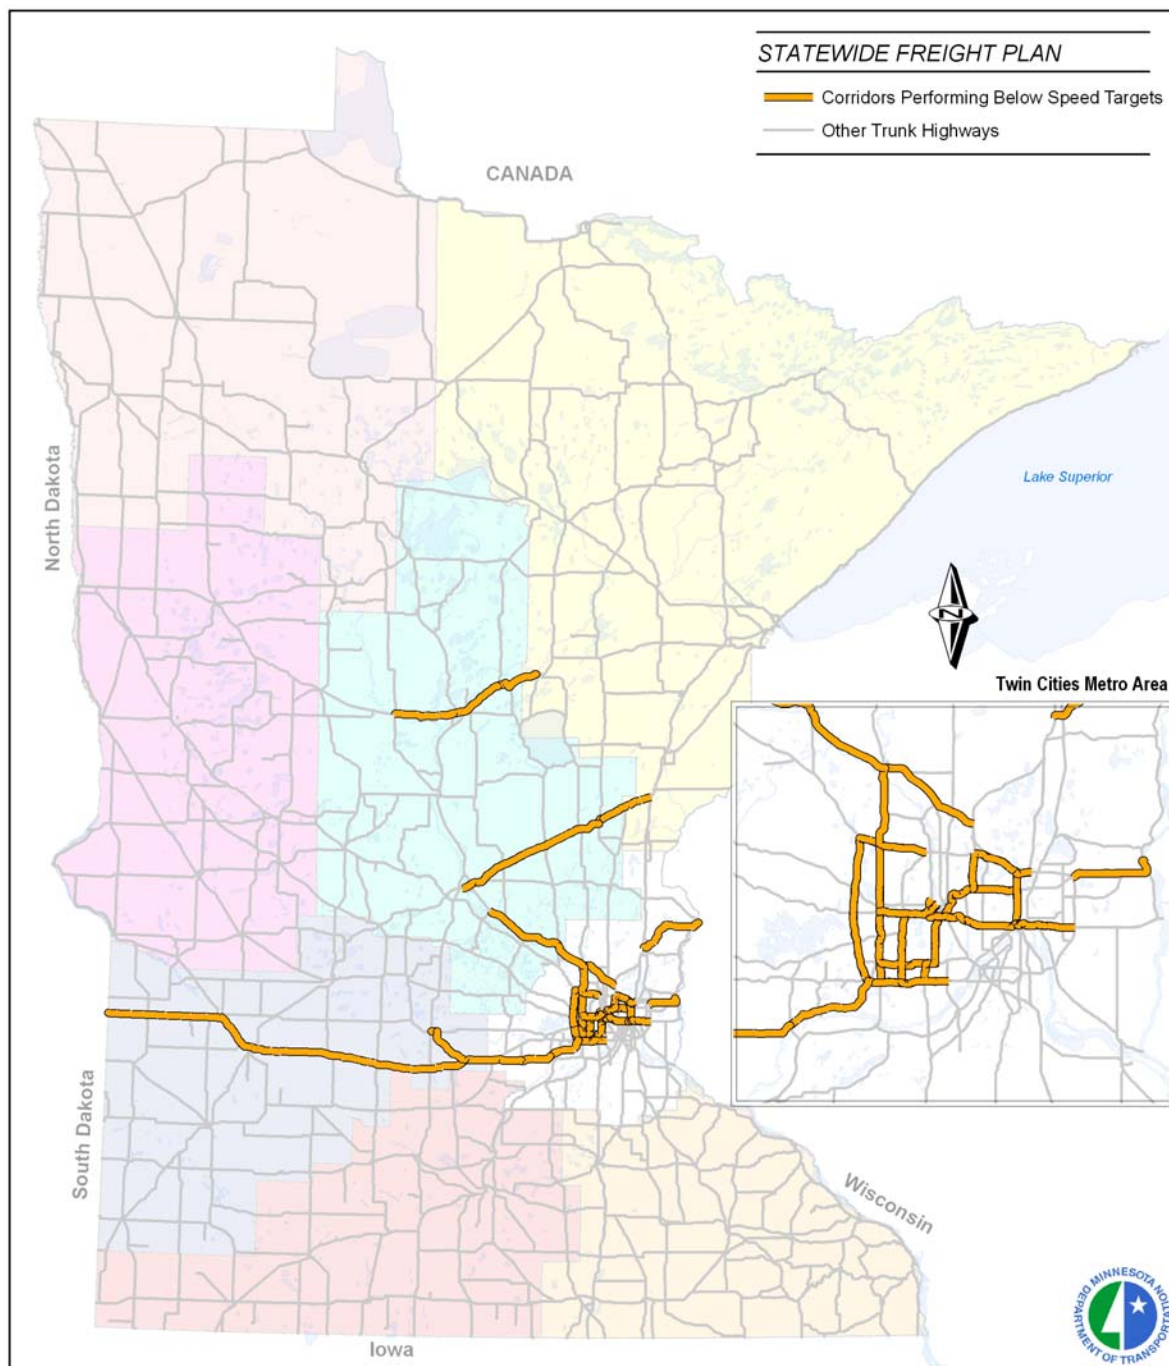 STATEWIDE FREIGHT PLAN
Corridors Performing Below Speed Targets
Other Trunk Highways
CANADA
North Dakota
Lake Superior
N
Twin Cities Metro Area
South Dakota
Wisconsin
Iowa
MINNESOTA
DEPARTMENT OF TRANSPORTATION